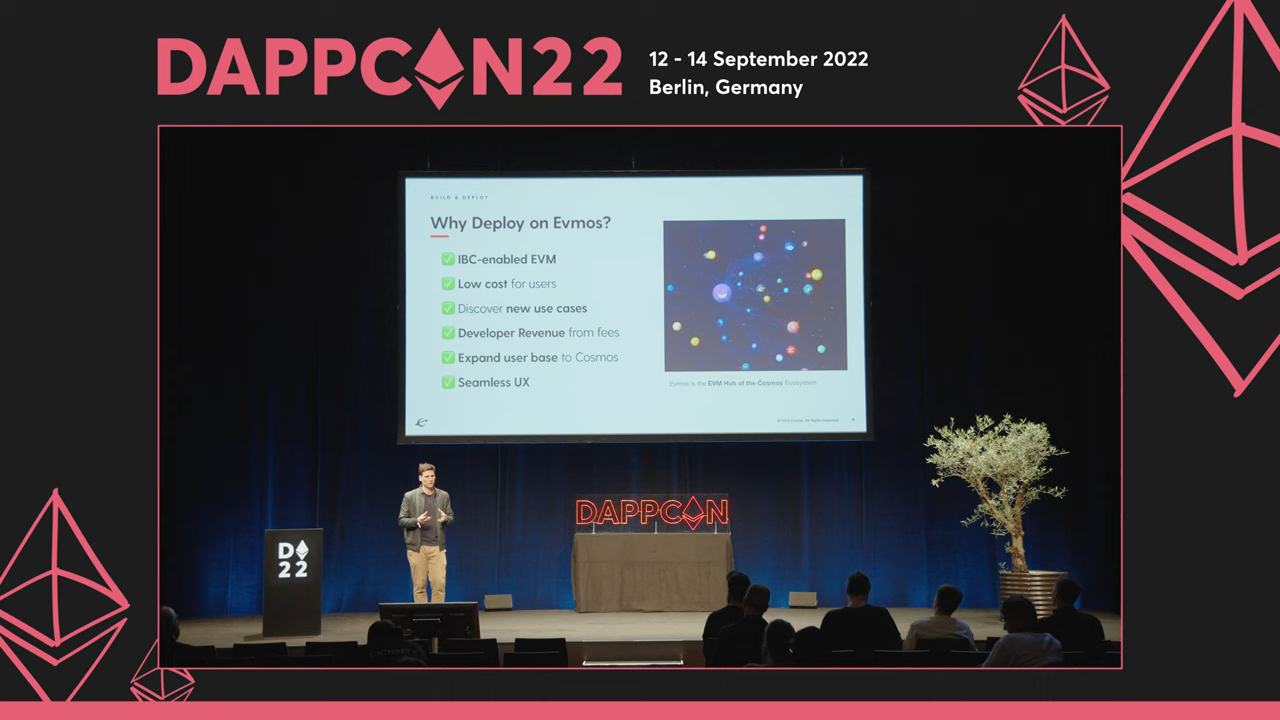 DAPPCON22
12 - 14 September 2022
Berlin, Germany
BUILD & DEPLOY
Why Deploy on Evmos?
✅ IBC-enabled EVM
✅ Low cost for users
✅ Discover new use cases
✅ Developer Revenue from fees
✅ Expand user base to Cosmos
✅ Seamless UX
Evmos is the EVM Hub of the Cosmos Ecosystem
DAPPCON
D
22